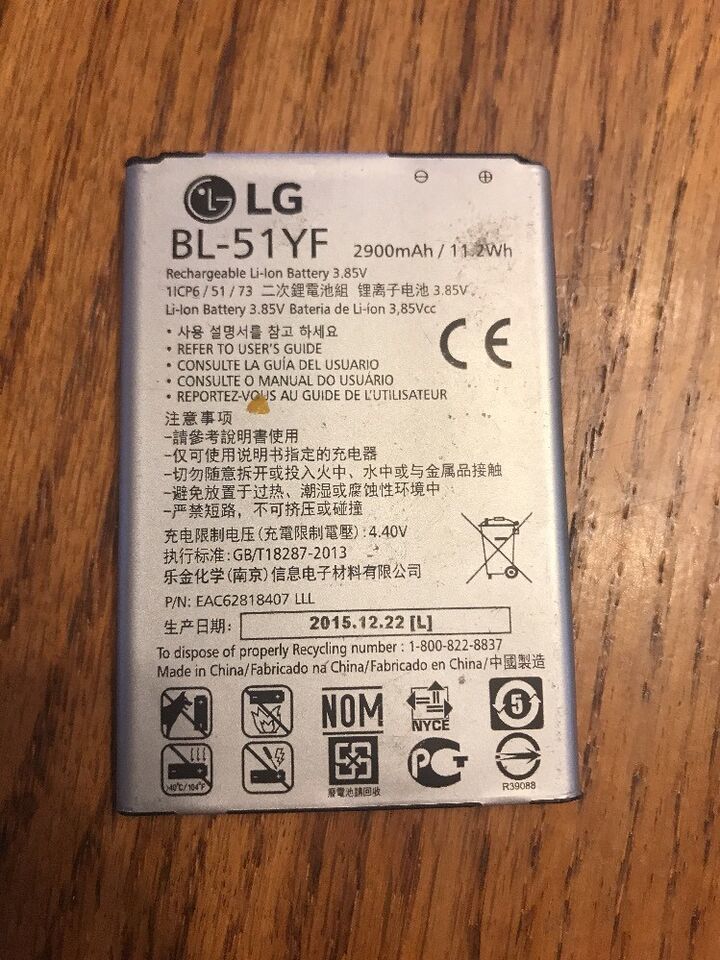 LG
BL-51YF 2900mAh / 11.2Wh
Rechargeable Li-Ion Battery 3.85V
1ICP6 / 51 / 73 二次鋰電池組 锂离子电池 3.85V
Li-Ion Battery 3.85V Bateria de Li-íon 3,85Vcc
• 사용 설명서를 참고 하세요
• REFER TO USER'S GUIDE
• CONSULTE LA GUÍA DEL USUARIO
• CONSULTE O MANUAL DO USUÁRIO
• REPORTEZ-VOUS AU GUIDE DE L'UTILISATEUR
CE
注意事项
-請參考說明書使用
-仅可使用说明书指定的充电器
-切勿随意拆开或投入火中、水中或与金属品接触
-避免放置于过热、潮湿或腐蚀性环境中
-严禁短路，不可挤压或碰撞
充电限制电压 (充電限制電壓) : 4.40V
执行标准: GB/T18287-2013
乐金化学(南京)信息电子材料有限公司
P/N: EAC62818407 LLL
生产日期: 2015.12.22 [L]
To dispose of properly Recycling number : 1-800-822-8837
Made in China/Fabricado na China/Fabricado en China/中國製造
NOM NYCE 5
>40°C/104°F 廢電池請回收 R39088